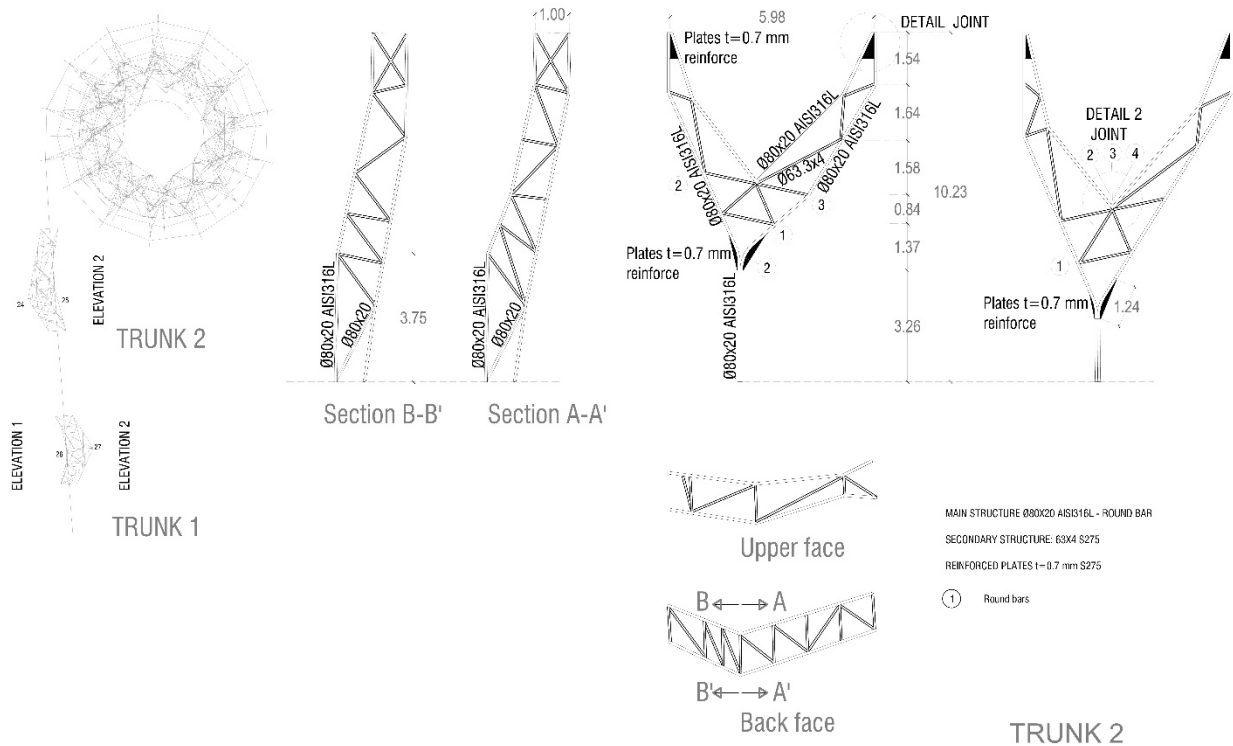 1.00
5.98
DETAIL JOINT
Plates t=0.7 mm
reinforce
1.54
Ø80x20 AISI316L
1.64
DETAIL 2
JOINT
2 3 4
Ø80x20 AISI316L
Ø80x20 AISI316L
Ø63.3x4
1.58
2
10.23
0.84
3
1
1.37
Plates t=0.7 mm
reinforce
2
1
Plates t=0.7 mm
reinforce
1.24
24
25
ELEVATION 2
TRUNK 2
Ø80x20 AISI316L
Ø80x20
3.75
Ø80x20 AISI316L
Ø80x20
Ø80x20 AISI316L
3.26
Section B-B'
Section A-A'
ELEVATION 1
26
27
ELEVATION 2
TRUNK 1
Upper face
MAIN STRUCTURE Ø80X20 AISI316L - ROUND BAR
SECONDARY STRUCTURE: 63X4 S275
REINFORCED PLATES t=0.7 mm S275
1 Round bars
B A
B' A'
Back face
TRUNK 2